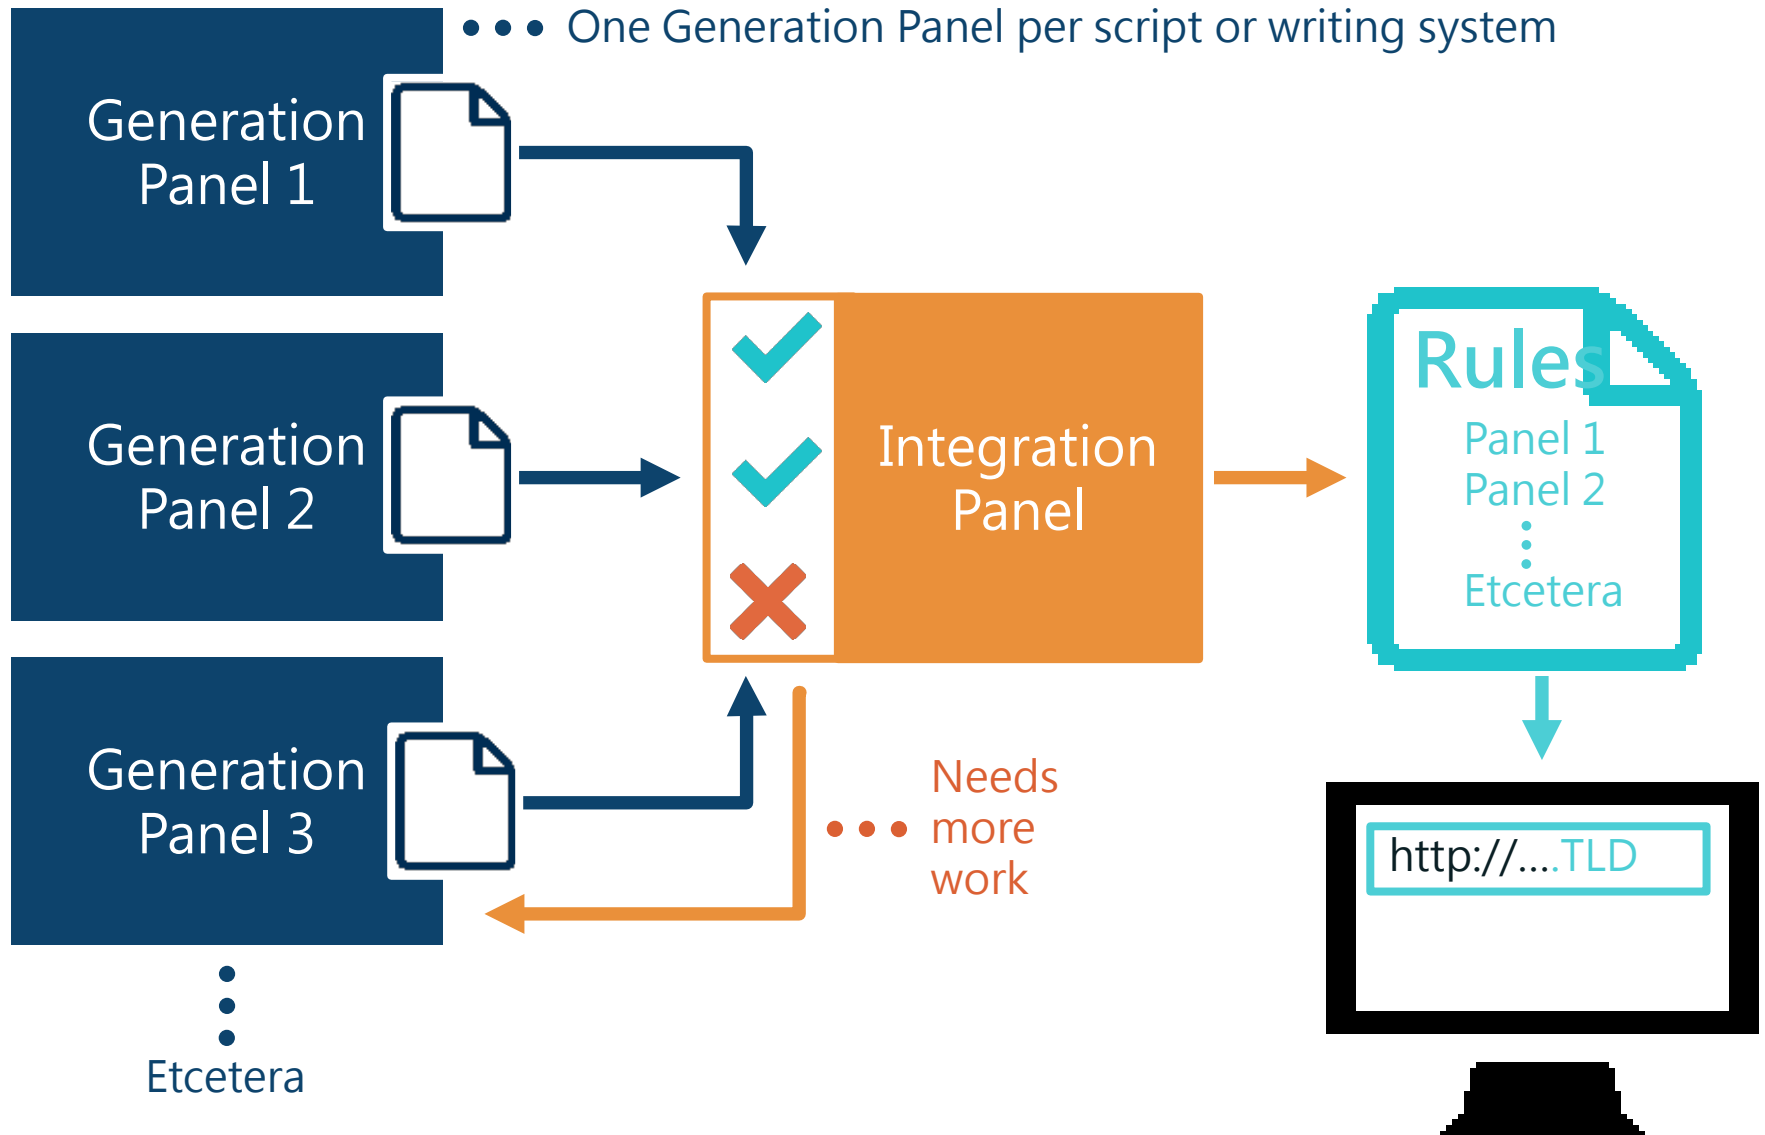 One Generation Panel per script or writing system
Generation
Panel 1
Generation
Panel 2
Generation
Panel 3
Etcetera
Integration
Panel
Needs
more
work
Rules
Panel 1
Panel 2
Etcetera
http://....TLD